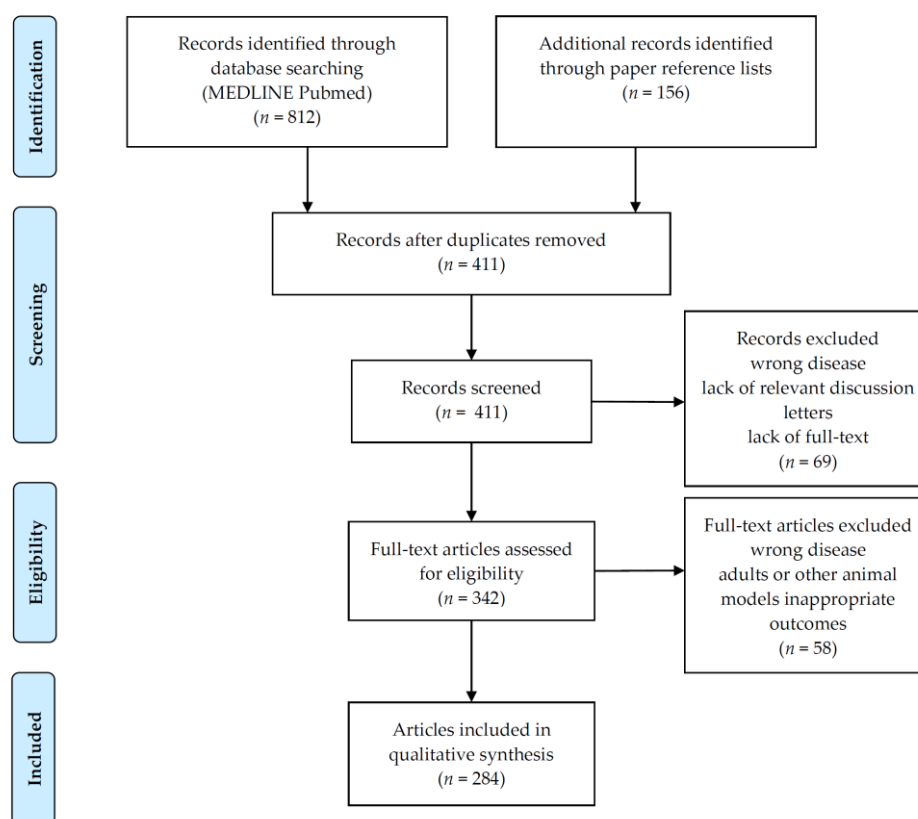 Identification
Records identified through
database searching
(MEDLINE Pubmed)
(n = 812)
Additional records identified
through paper reference lists
(n = 156)
Screening
Records after duplicates removed
(n = 411)
Records screened
(n = 411)
Records excluded
wrong disease
lack of relevant discussion
letters
lack of full-text
(n = 69)
Eligibility
Full-text articles assessed
for eligibility
(n = 342)
Full-text articles excluded
wrong disease
adults or other animal
models inappropriate
outcomes
(n = 58)
Included
Articles included in
qualitative synthesis
(n = 284)